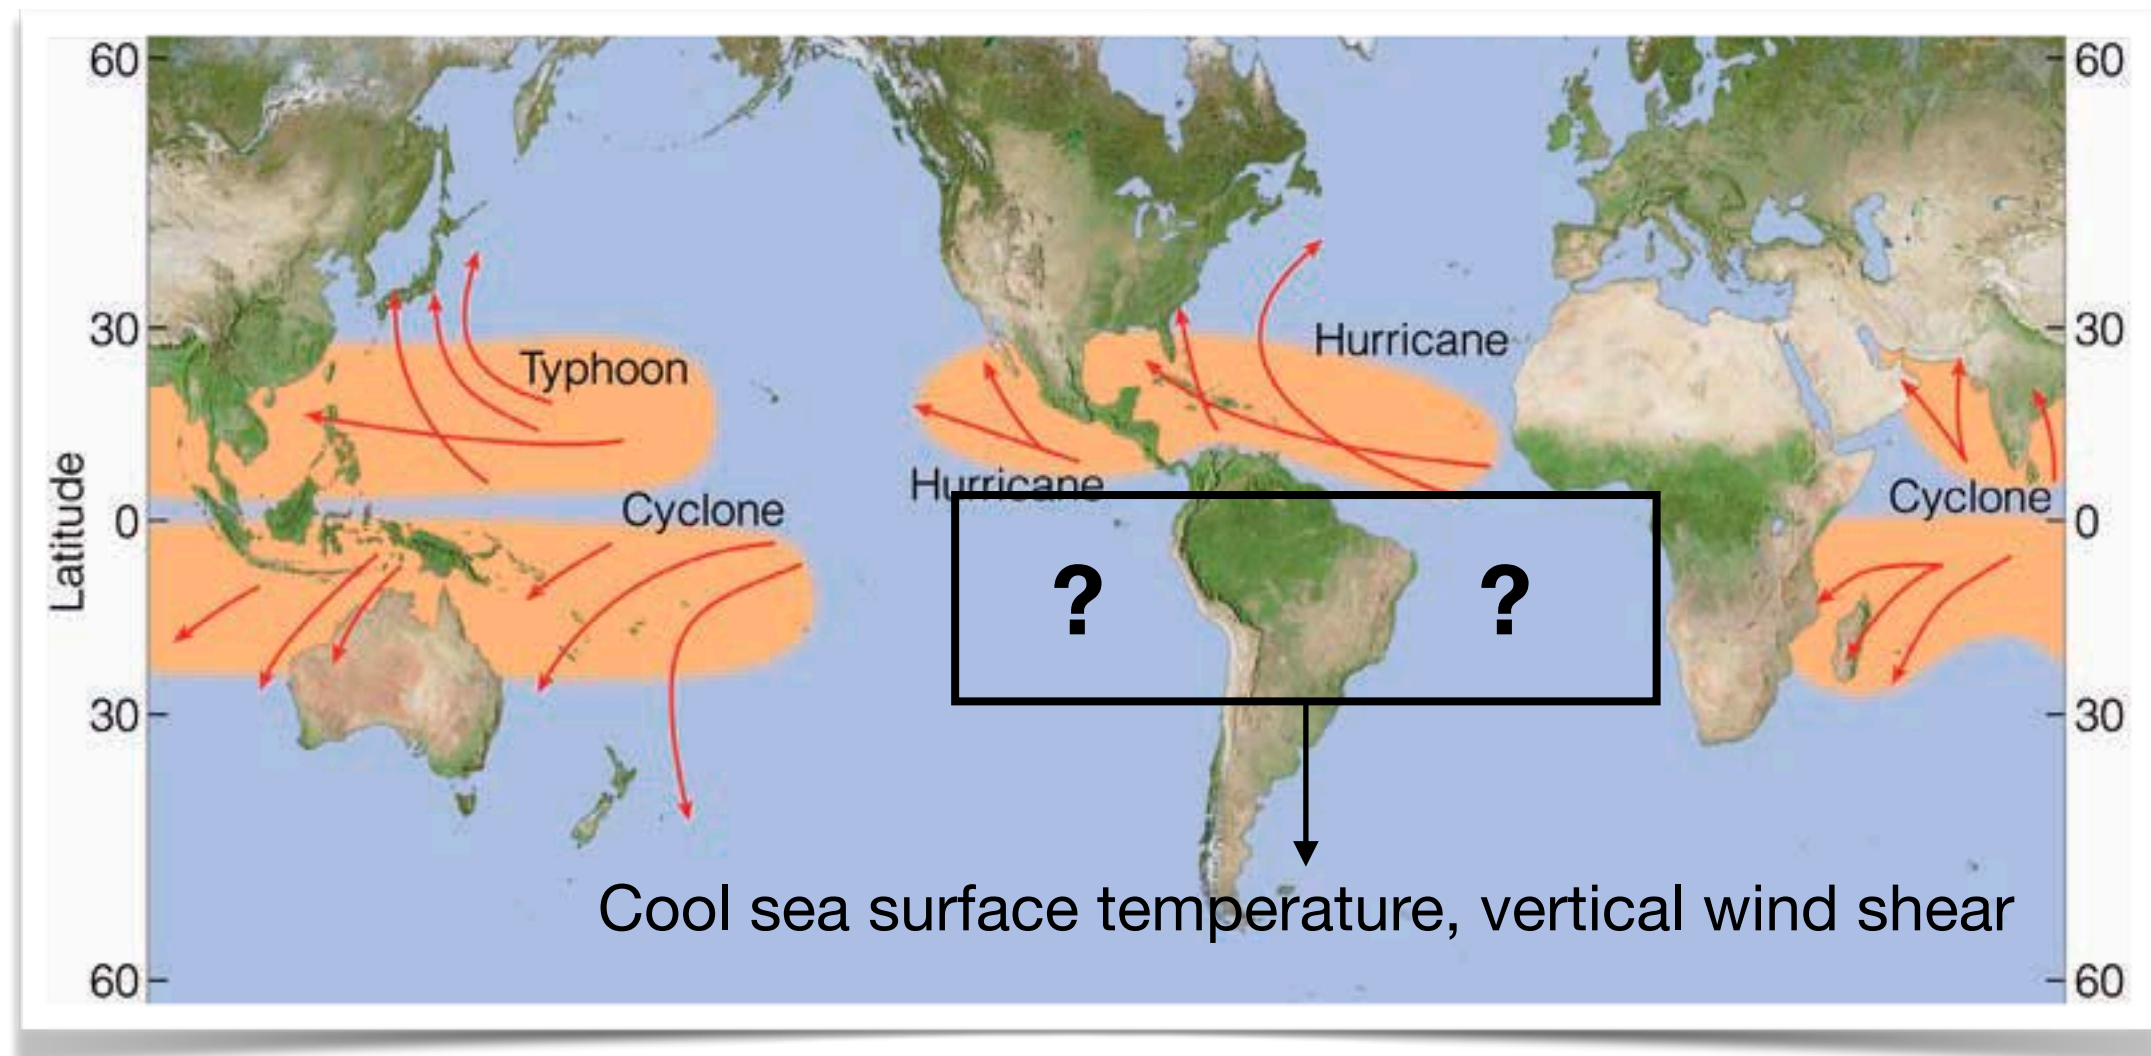 60
60
30
Hurricane
30
Typhoon
Hurricane
Cyclone
Cyclone
0
0
Latitude
?
?
30
30
Cool sea surface temperature, vertical wind shear
60
60